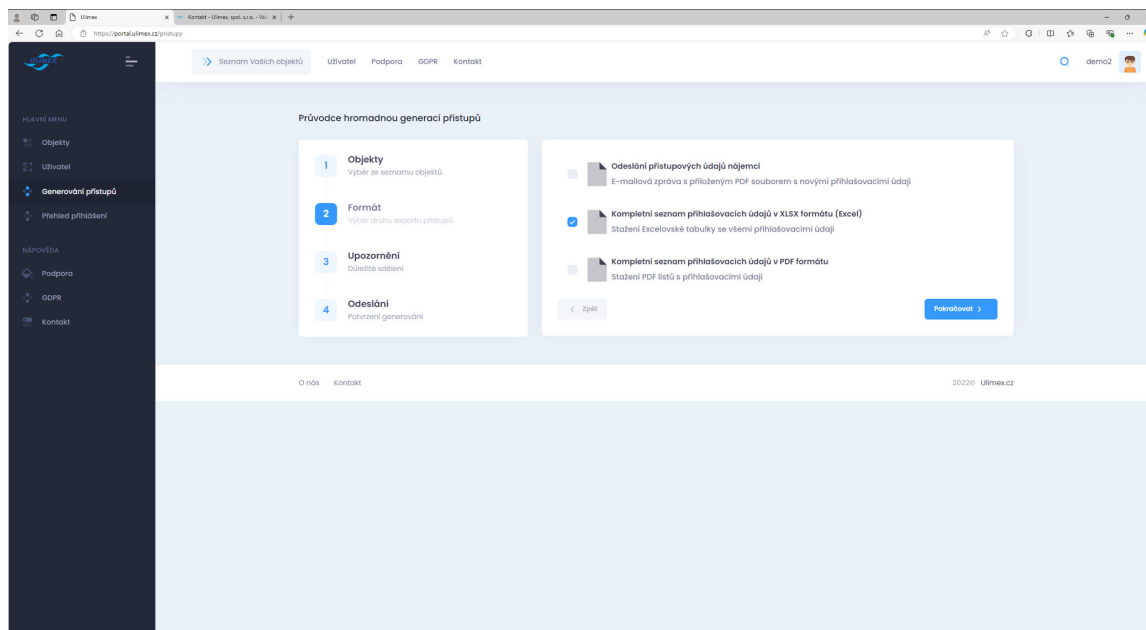 Ulimex
Kontakt - Ulimex, spol. s.r.o. - Vš
https://portal.ulimex.cz/pristupy
ULIMEX
Seznam Vašich objektů
Uživatel
Podpora
GDPR
Kontakt
demo2
HLAVNÍ MENU
Objekty
Uživatel
Generování přístupů
Přehled přihlášení
NÁPOVĚDA
Podpora
GDPR
Kontakt
Průvodce hromadnou generací přístupů
1
Objekty
Výběr ze seznamu objektů
2
Formát
Výběr druhu exportu přístupů
3
Upozornění
Důležité sdělení
4
Odeslání
Potvrzení generování
Odeslání přístupových údajů nájemci
E-mailová zpráva s přiloženým PDF souborem s novými přihlašovacími údaji
Kompletní seznam přihlašovacích údajů v XLSX formátu (Excel)
Stažení Excelovské tabulky se všemi přihlašovacími údaji
Kompletní seznam přihlašovacích údajů v PDF formátu
Stažení PDF listů s přihlašovacími údaji
Zpět
Pokračovat
O nás
Kontakt
2022© Ulimex.cz